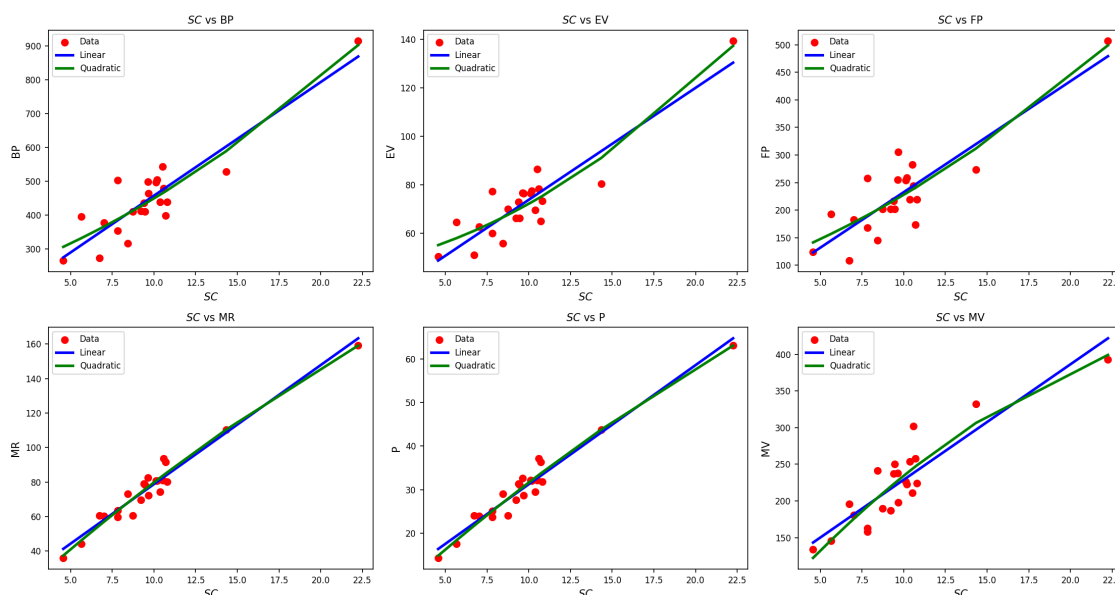 SC vs BP
900
800
700
600
500
400
300
BP
Data
Linear
Quadratic
5.0 7.5 10.0 12.5 15.0 17.5 20.0 22.5
SC
SC vs EV
140
120
100
80
60
EV
Data
Linear
Quadratic
5.0 7.5 10.0 12.5 15.0 17.5 20.0 22.5
SC
SC vs FP
500
450
400
350
300
250
200
150
100
FP
Data
Linear
Quadratic
5.0 7.5 10.0 12.5 15.0 17.5 20.0 22.
SC
SC vs MR
160
140
120
100
80
60
40
MR
Data
Linear
Quadratic
5.0 7.5 10.0 12.5 15.0 17.5 20.0 22.5
SC
SC vs P
60
50
40
30
20
P
Data
Linear
Quadratic
5.0 7.5 10.0 12.5 15.0 17.5 20.0 22.5
SC
SC vs MV
400
350
300
250
200
150
MV
Data
Linear
Quadratic
5.0 7.5 10.0 12.5 15.0 17.5 20.0 22.
SC